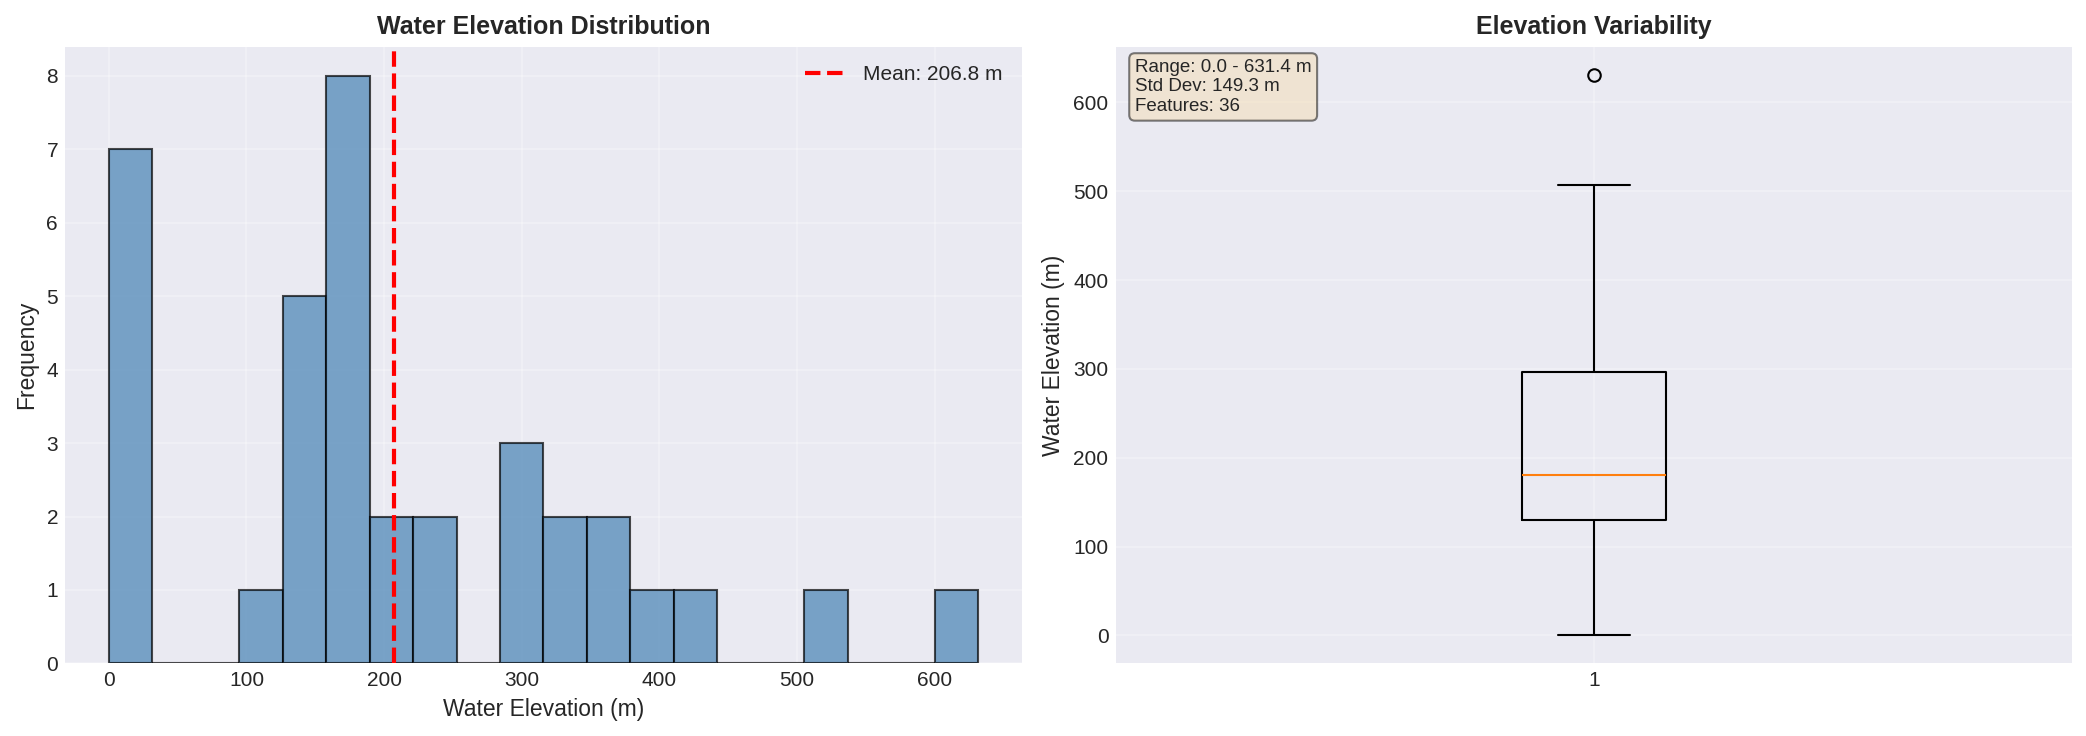 Water Elevation Distribution
Mean: 206.8 m
Frequency
8
7
6
5
4
3
2
1
0
0 100 200 300 400 500 600
Water Elevation (m)
Elevation Variability
Range: 0.0 - 631.4 m
Std Dev: 149.3 m
Features: 36
Water Elevation (m)
600
500
400
300
200
100
0
1